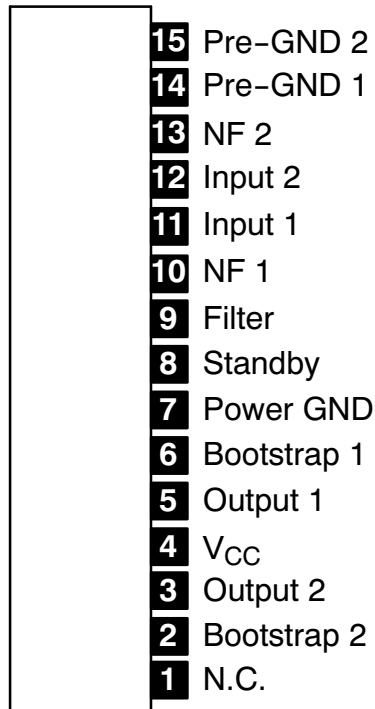 15 Pre-GND 2
14 Pre-GND 1
13 NF 2
12 Input 2
11 Input 1
10 NF 1
9 Filter
8 Standby
7 Power GND
6 Bootstrap 1
5 Output 1
4 VCC
3 Output 2
2 Bootstrap 2
1 N.C.